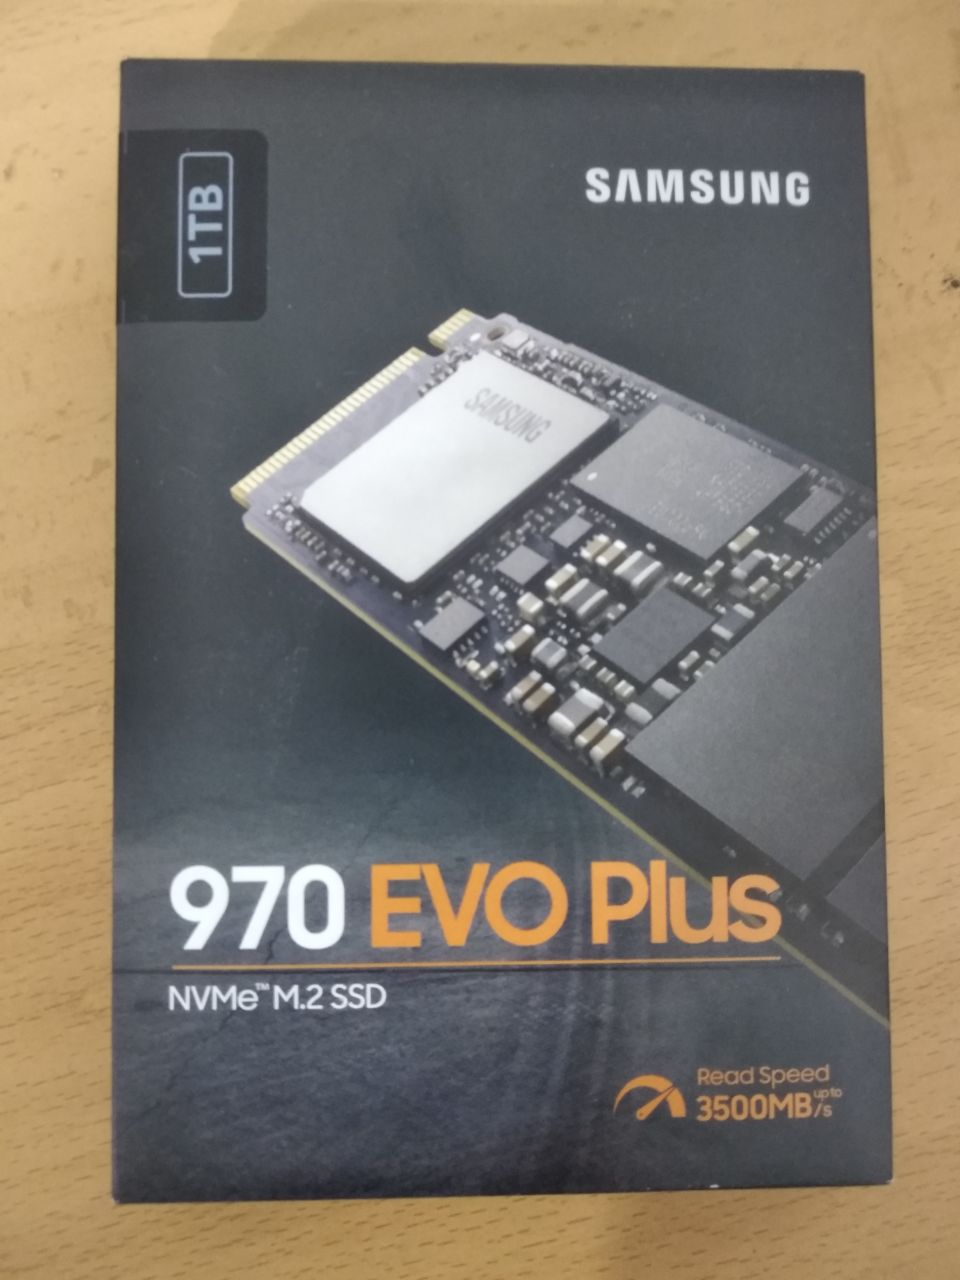 1TB
SAMSUNG
SAMSUNG
970 EVO Plus
NVMe™ M.2 SSD
Read Speed
up to
3500MB/s